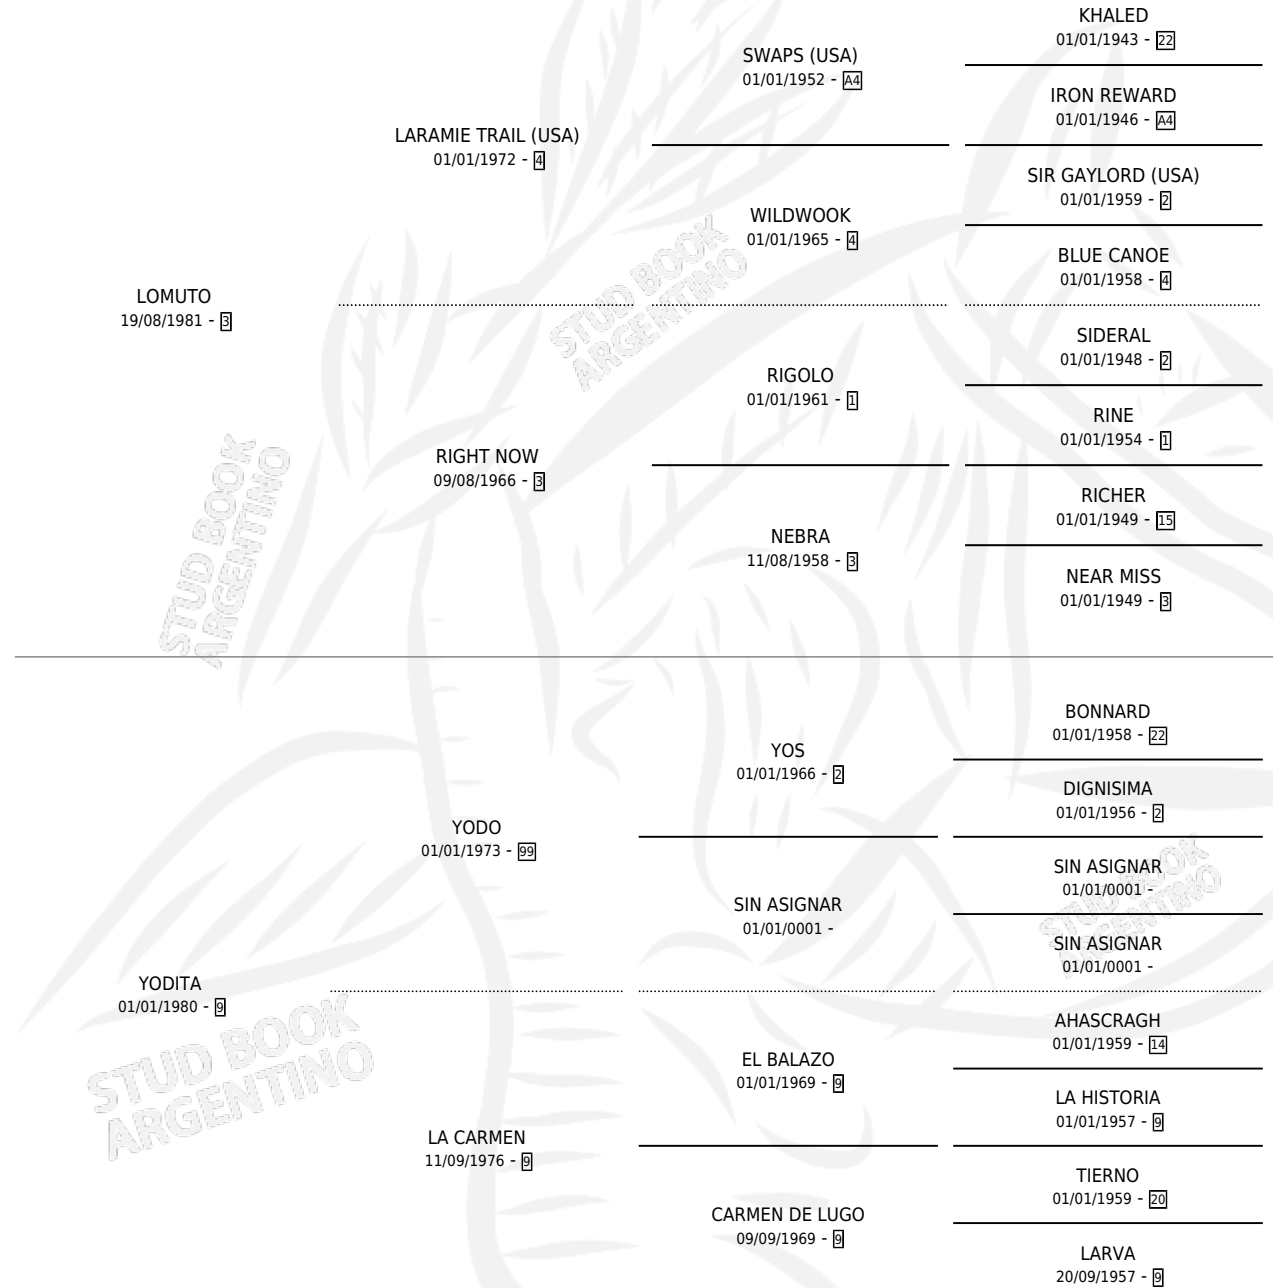 KHALED
01/01/1943 - 22
SWAPS (USA)
01/01/1952 - A4
IRON REWARD
01/01/1946 - A4
LARAMIE TRAIL (USA)
01/01/1972 - 4
SIR GAYLORD (USA)
01/01/1959 - 2
WILDWOOK
01/01/1965 - 4
BLUE CANOE
01/01/1958 - 4
STUD BOOK
ARGENTINO
LOMUTO
19/08/1981 - 3
SIDERAL
01/01/1948 - 2
RIGOLO
01/01/1961 - 1
RINE
01/01/1954 - 1
RIGHT NOW
09/08/1966 - 3
STUD BOOK
ARGENTINO
RICHER
01/01/1949 - 15
NEBRA
11/08/1958 - 3
NEAR MISS
01/01/1949 - 3
BONNARD
01/01/1958 - 22
YOS
01/01/1966 - 2
DIGNISIMA
01/01/1956 - 2
YODO
01/01/1973 - 99
SIN ASIGNAR
01/01/0001 -
SIN ASIGNAR
01/01/0001 -
STUD BOOK
ARGENTINO
SIN ASIGNAR
01/01/0001 -
YODITA
01/01/1980 - 9
AHASCRAGH
01/01/1959 - 14
EL BALAZO
01/01/1969 - 9
LA HISTORIA
01/01/1957 - 9
STUD BOOK
ARGENTINO
LA CARMEN
11/09/1976 - 9
TIERNO
01/01/1959 - 20
CARMEN DE LUGO
09/09/1969 - 9
LARVA
20/09/1957 - 9